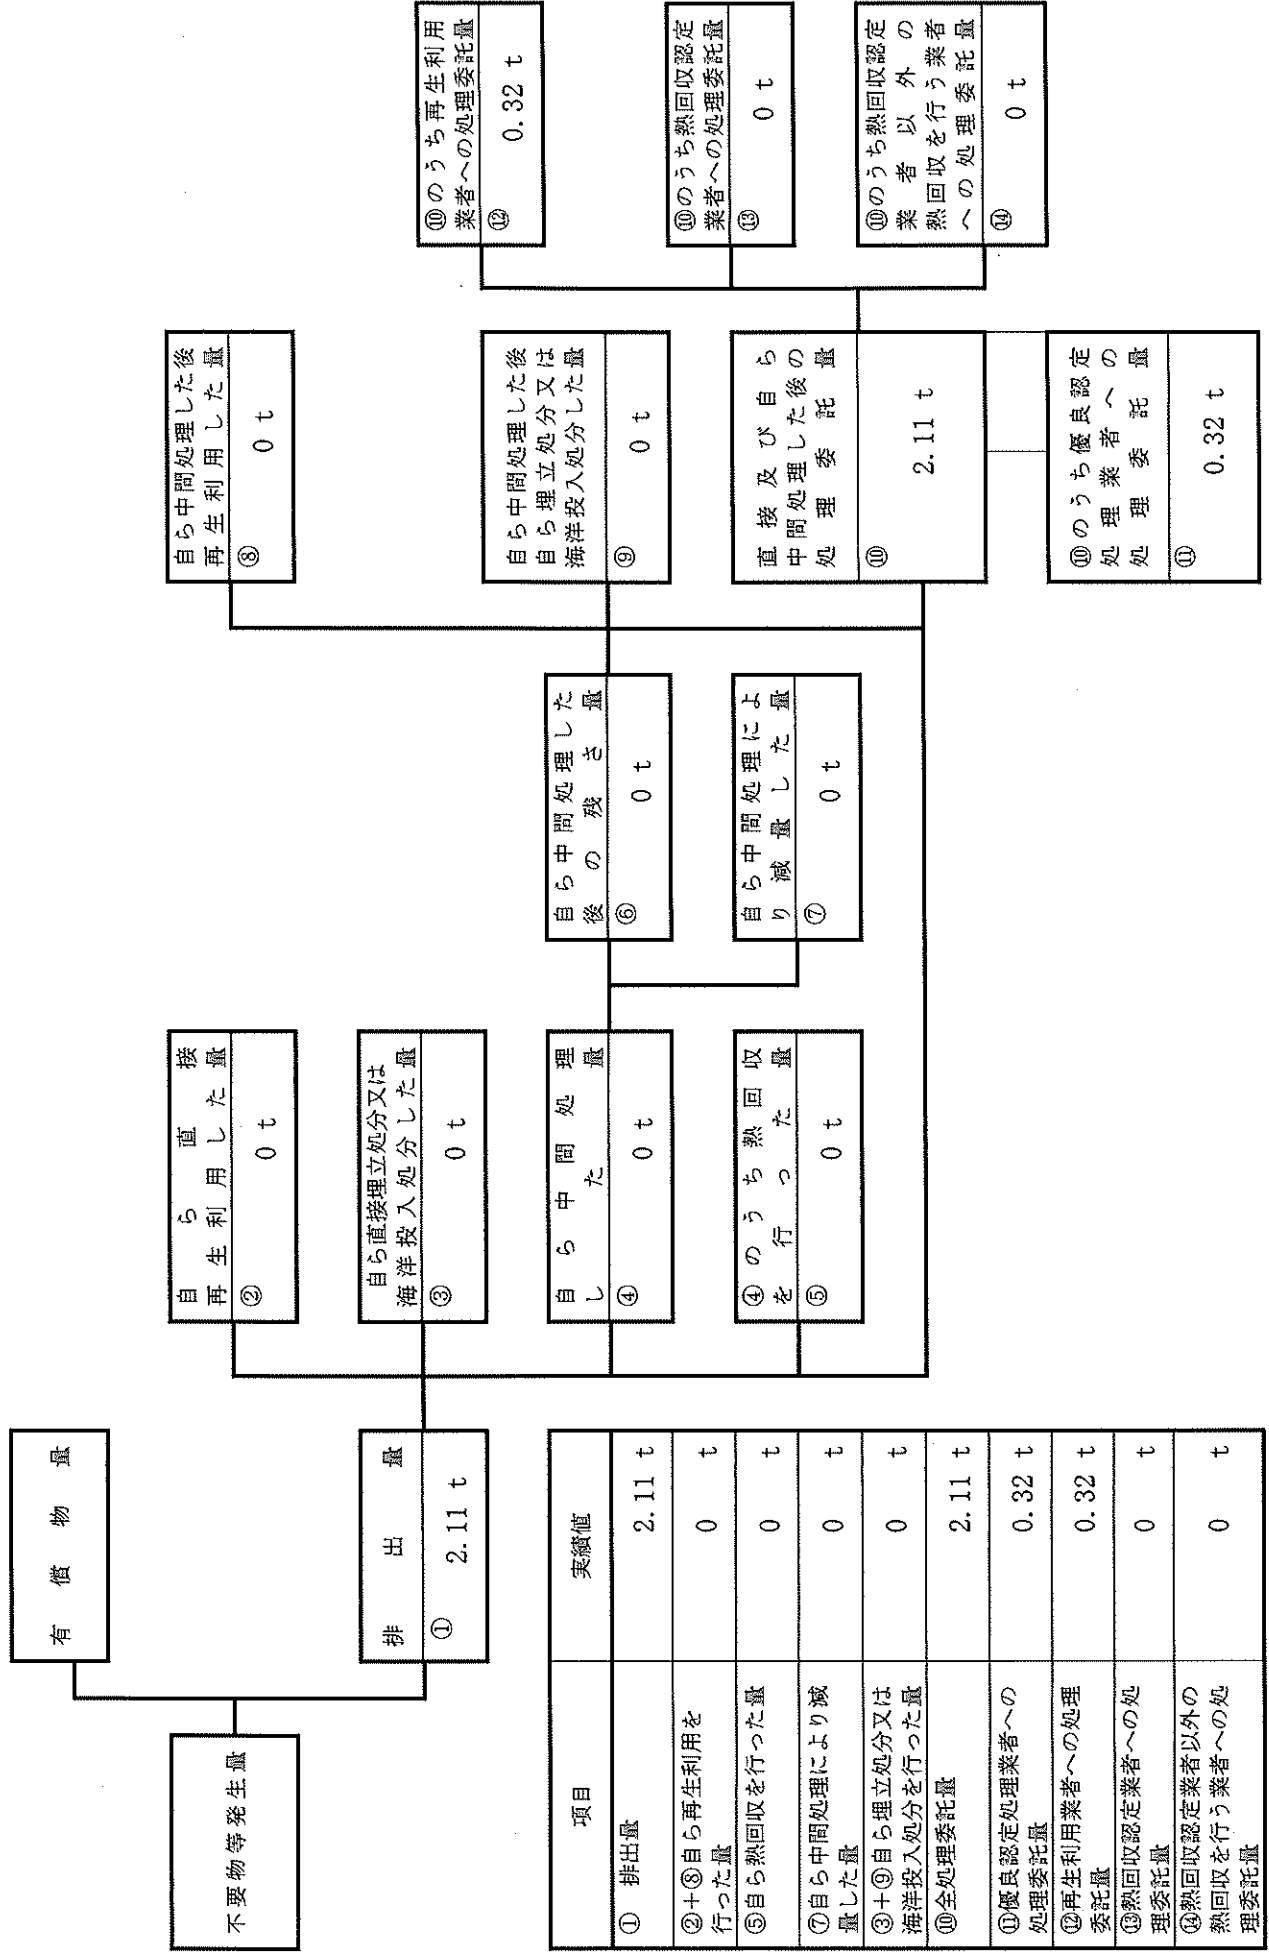 不要物等発生量
有償物量
排出量
① 2.11 t
自ら直接
再生利用した量
② 0 t
自ら直接埋立処分又は
海洋投入処分した量
③ 0 t
自ら中間処理
した量
④ 0 t
④のうち熱回収
を行った量
⑤ 0 t
自ら中間処理した
後の残さ量
⑥ 0 t
自ら中間処理によ
り減量した量
⑦ 0 t
自ら中間処理した後
再生利用した量
⑧ 0 t
自ら中間処理した後
自ら埋立処分又は
海洋投入処分した量
⑨ 0 t
直接及び自ら
中間処理した後の
処理委託量
⑩ 2.11 t
⑩のうち優良認定
処理業者への
処理委託量
⑪ 0.32 t
⑩のうち再生利用
業者への処理委託量
⑫ 0.32 t
⑩のうち熱回収認定
業者への処理委託量
⑬ 0 t
⑩のうち熱回収認定
業者以外の
熱回収を行う業者
への処理委託量
⑭ 0 t
項目 実績値
① 排出量 2.11 t
②+⑧自ら再生利用を
行った量 0 t
⑤自ら熱回収を行った量 0 t
⑦自ら中間処理により減
量した量 0 t
③+⑨自ら埋立処分又は
海洋投入処分を行った量 0 t
⑩全処理委託量 2.11 t
⑪優良認定処理業者への
処理委託量 0.32 t
⑫再生利用業者への処理
委託量 0.32 t
⑬熱回収認定業者への処
理委託量 0 t
⑭熱回収認定業者以外の
熱回収を行う業者への処
理委託量 0 t